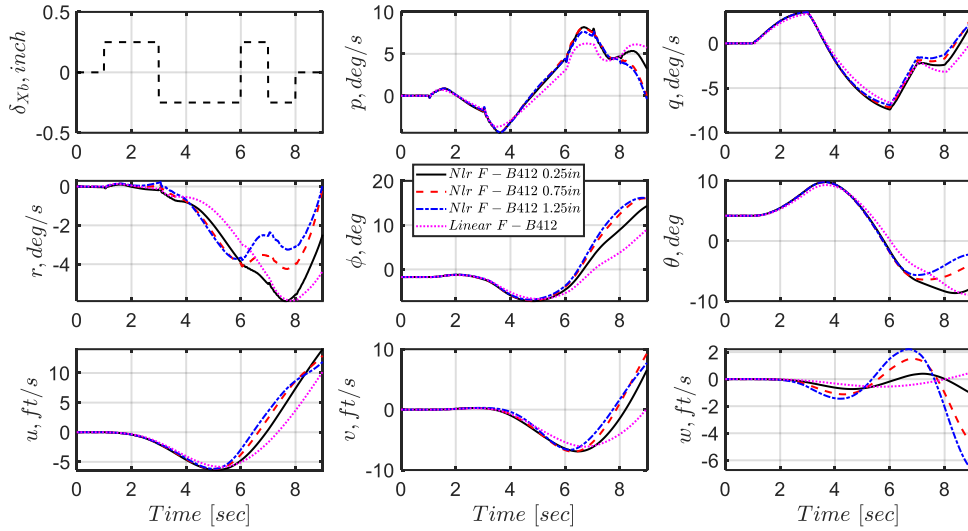 0.5
0
-0.5
δ_Xb, inch
0 2 4 6 8
5
0
p, deg/s
0 2 4 6 8
0
-5
-10
q, deg/s
0 2 4 6 8
0
-2
-4
r, deg/s
0 2 4 6 8
20
10
0
ϕ, deg
0 2 4 6 8
Nlr F − B412 0.25in
Nlr F − B412 0.75in
Nlr F − B412 1.25in
Linear F − B412
10
0
-10
θ, deg
0 2 4 6 8
10
5
0
-5
u, ft/s
0 2 4 6 8
Time [sec]
0
-10
v, ft/s
0 2 4 6 8
Time [sec]
2
0
-2
-4
-6
w, ft/s
0 2 4 6 8
Time [sec]